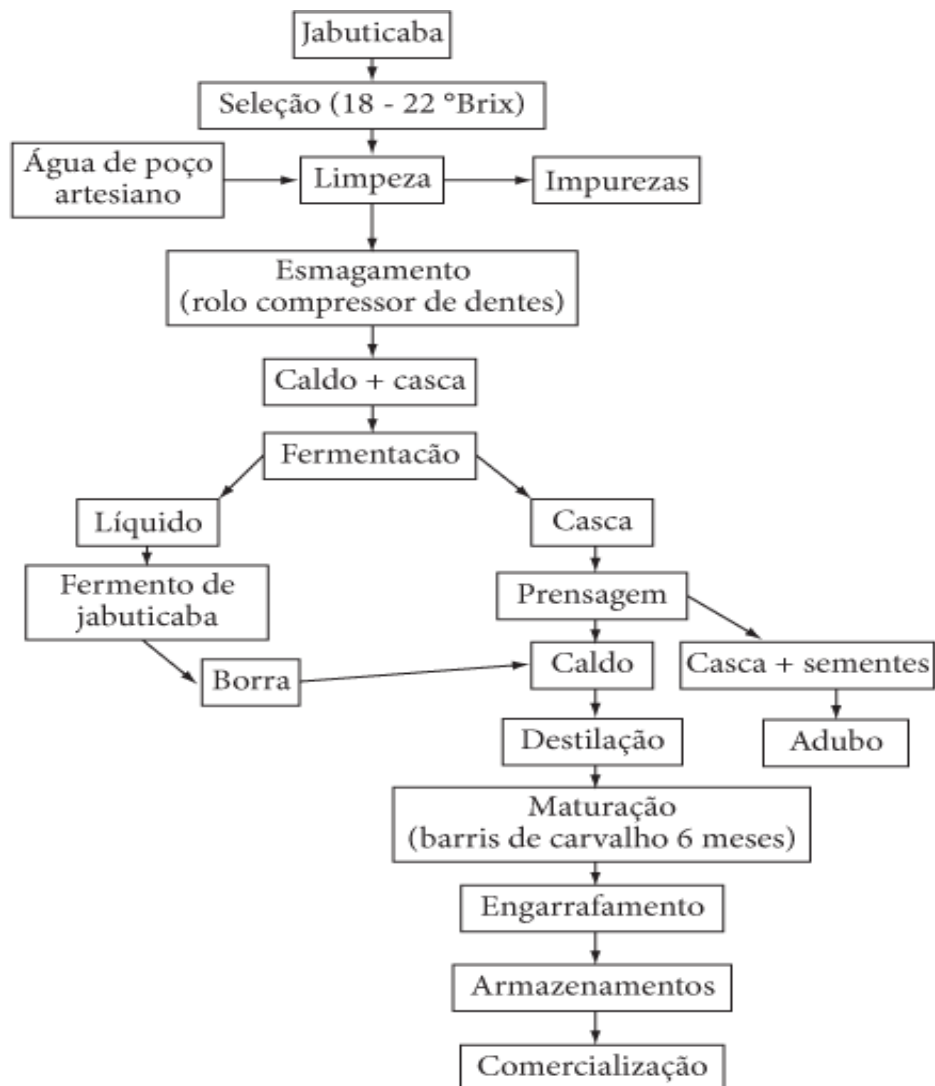 Jabuticaba
Seleção (18 - 22 °Brix)
Água de poço
artesiano
Limpeza
Impurezas
Esmagamento
(rolo compressor de dentes)
Caldo + casca
Fermentacão
Líquido
Casca
Fermento de
jabuticaba
Prensagem
Borra
Caldo
Casca + sementes
Destilação
Adubo
Maturação
(barris de carvalho 6 meses)
Engarrafamento
Armazenamentos
Comercialização